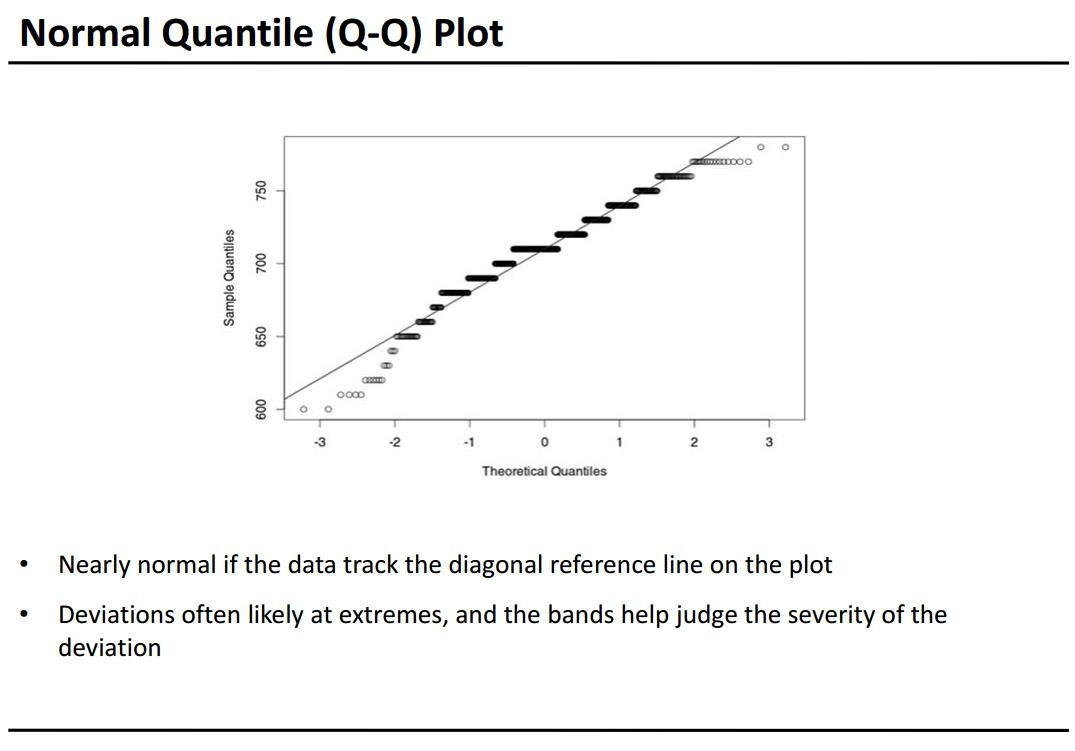 Normal Quantile (Q-Q) Plot
Sample Quantiles
750
700
650
600
-3 -2 -1 0 1 2 3
Theoretical Quantiles
• Nearly normal if the data track the diagonal reference line on the plot
• Deviations often likely at extremes, and the bands help judge the severity of the
deviation